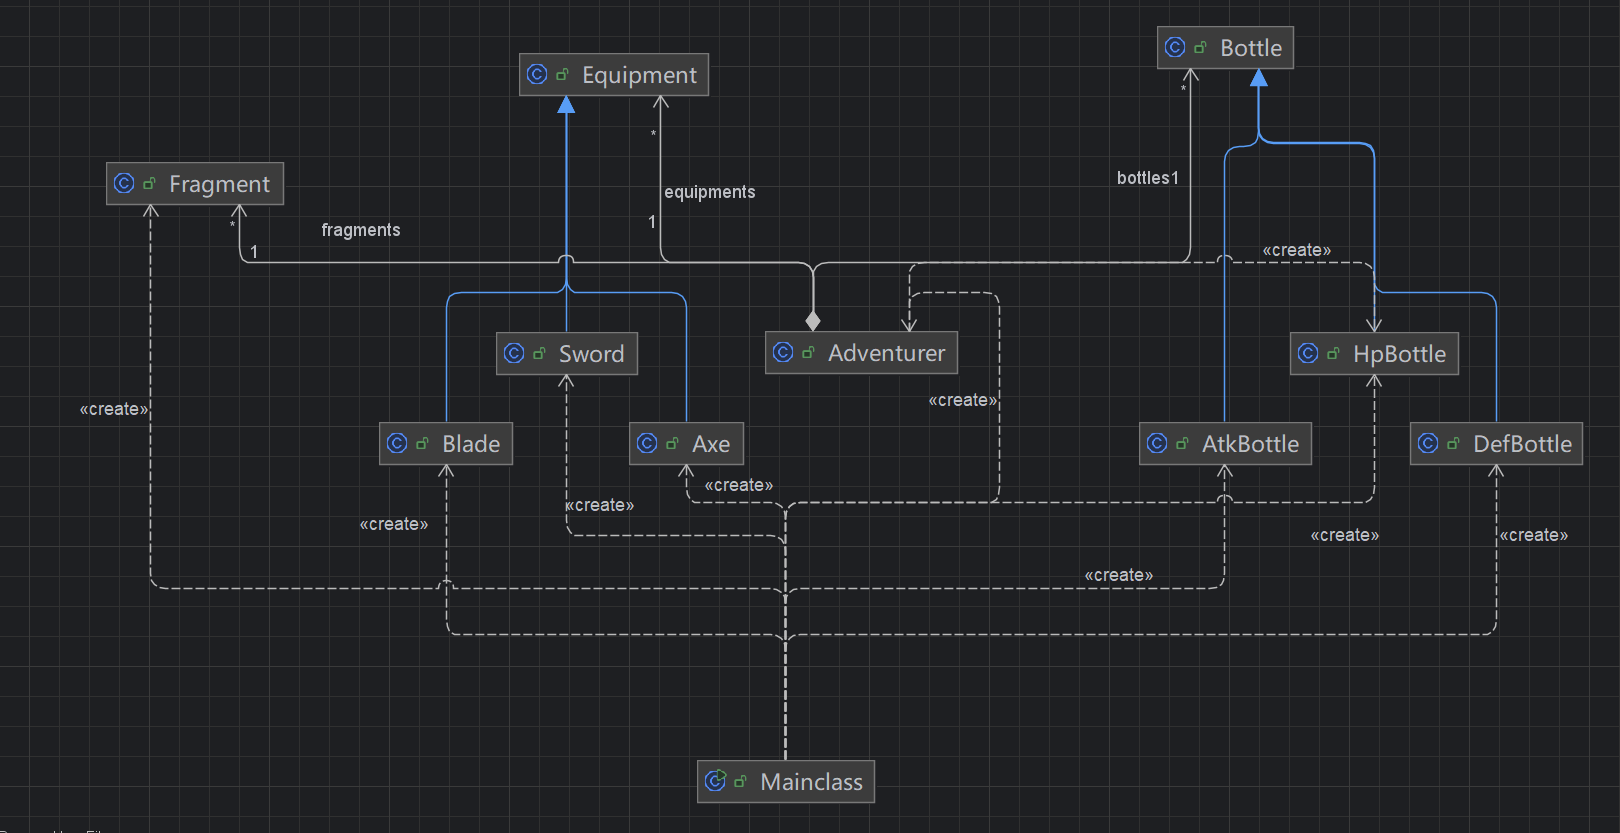 Bottle
Equipment
*
*
Fragment
bottles1
equipments
*
1
fragments
1
«create»
Sword
Adventurer
HpBottle
«create»
«create»
Blade
Axe
AtkBottle
DefBottle
«create»
«create»
«create»
«create»
«create»
«create»
Mainclass